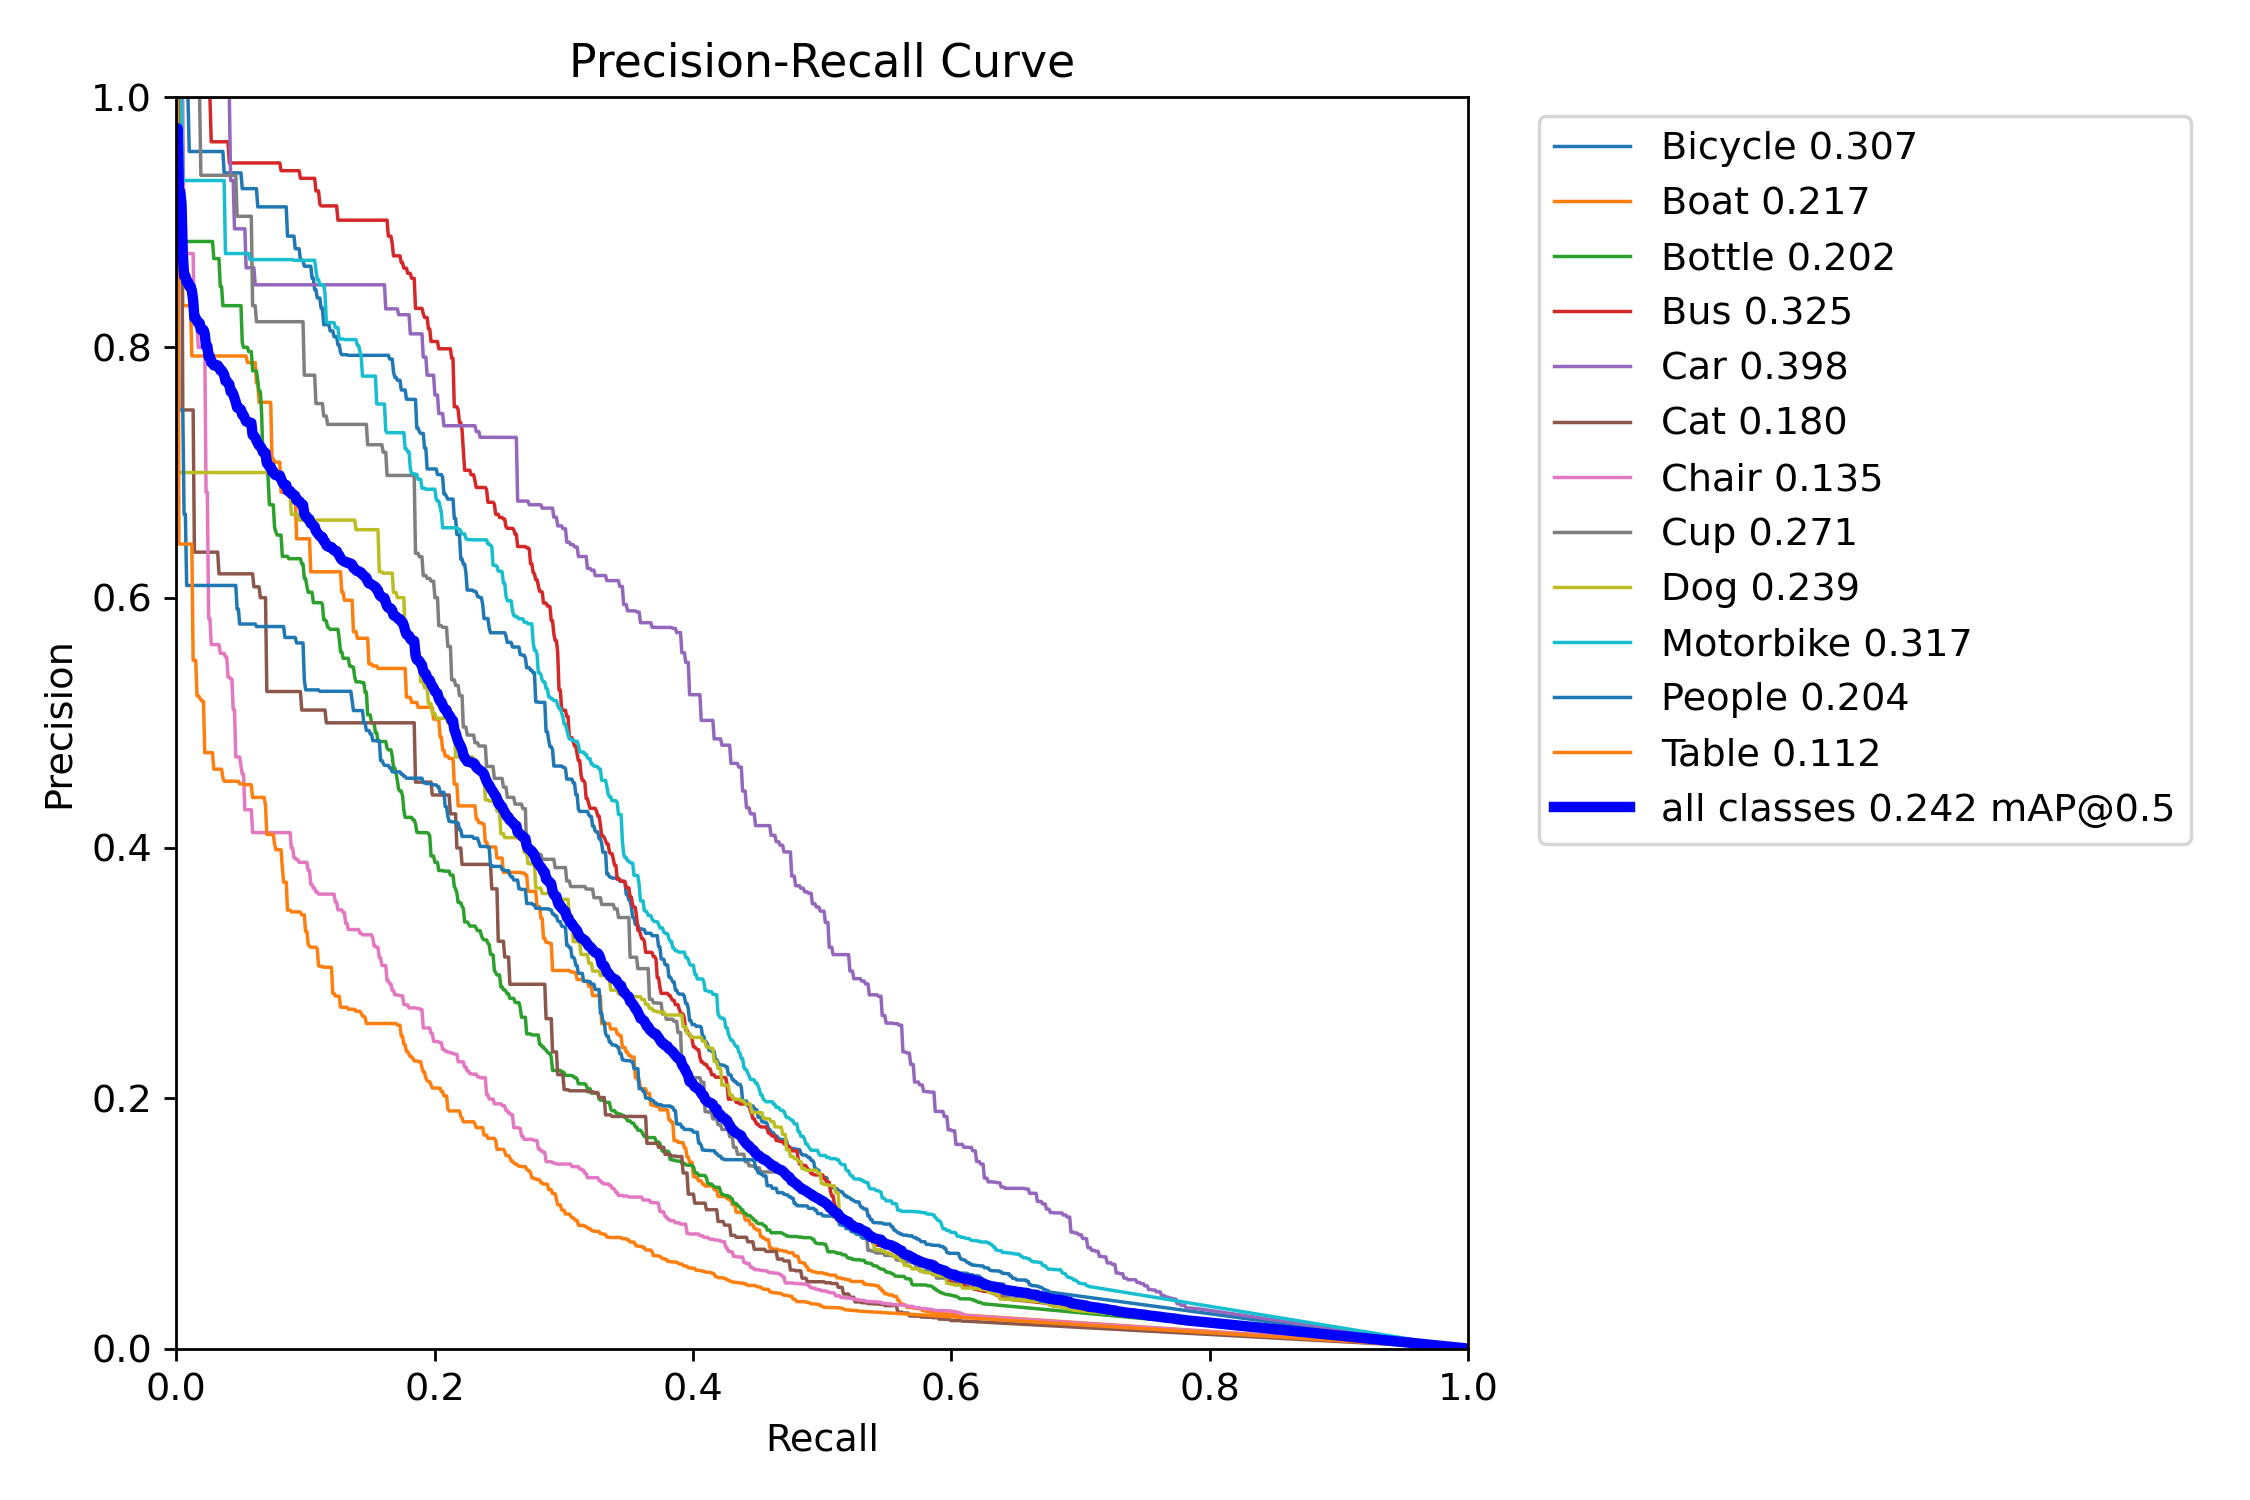 Precision-Recall Curve
1.0
0.8
0.6
0.4
0.2
0.0
Precision
0.0 0.2 0.4 0.6 0.8 1.0
Recall
Bicycle 0.307
Boat 0.217
Bottle 0.202
Bus 0.325
Car 0.398
Cat 0.180
Chair 0.135
Cup 0.271
Dog 0.239
Motorbike 0.317
People 0.204
Table 0.112
all classes 0.242 mAP@0.5